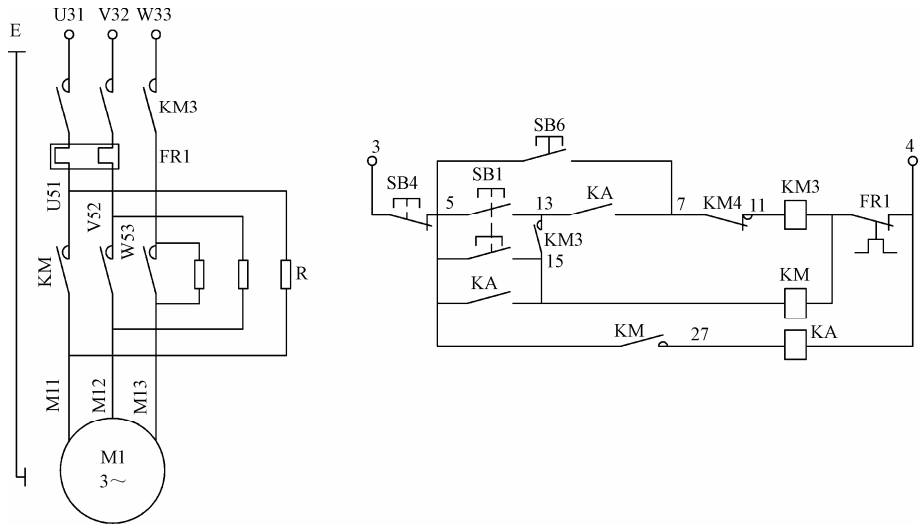 U31 V32 W33
E
KM3
FR1
U51
V52
W53
KM
R
M11
M12
M13
M1
3～
3
4
SB6
SB4
SB1
5
13
KA
7
KM4
11
KM3
FR1
KM3
15
KA
KM
KM
27
KA